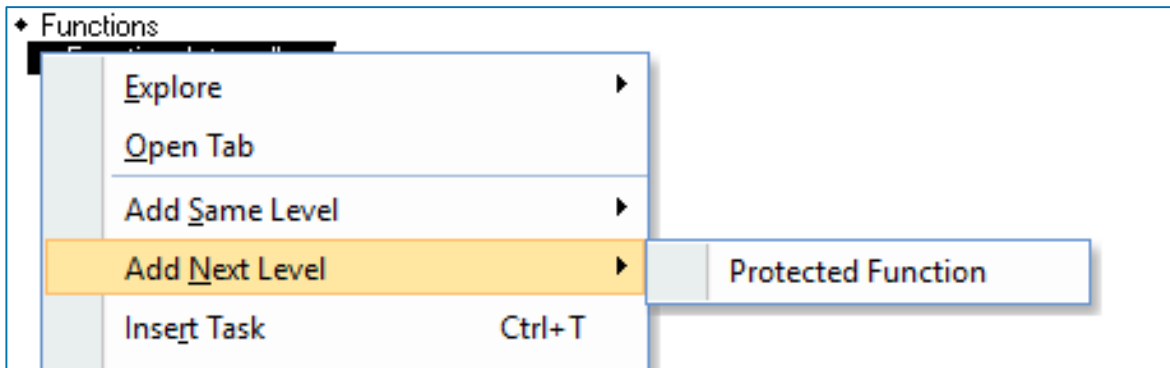 Functions
Explore
Open Tab
Add Same Level
Add Next Level
Protected Function
Insert Task Ctrl+T